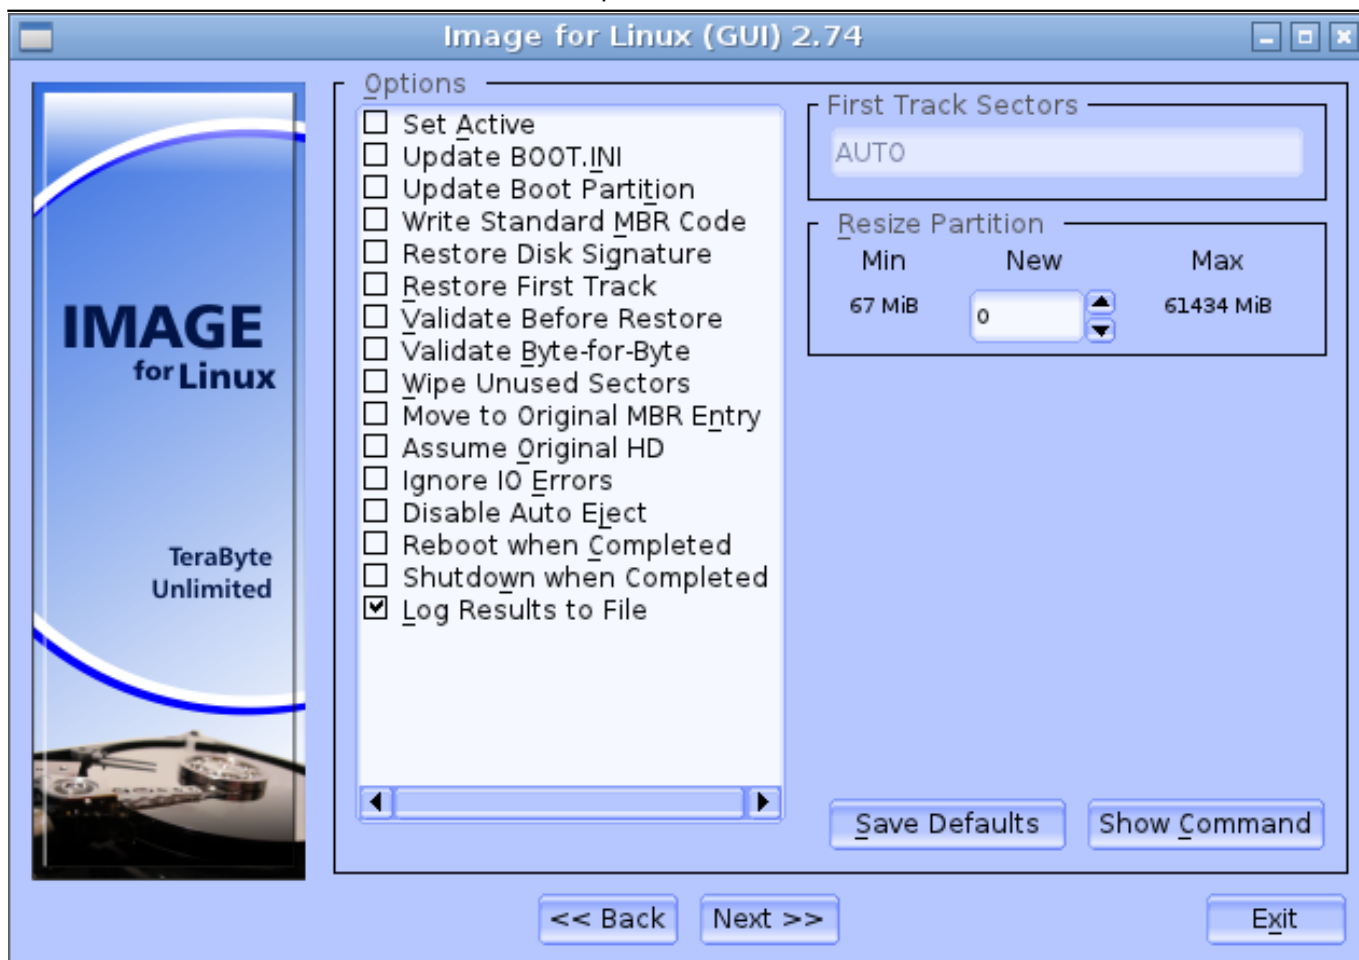 Image for Linux (GUI) 2.74
IMAGE
for Linux
TeraByte
Unlimited
Options
Set Active
Update BOOT.INI
Update Boot Partition
Write Standard MBR Code
Restore Disk Signature
Restore First Track
Validate Before Restore
Validate Byte-for-Byte
Wipe Unused Sectors
Move to Original MBR Entry
Assume Original HD
Ignore IO Errors
Disable Auto Eject
Reboot when Completed
Shutdown when Completed
Log Results to File
First Track Sectors
AUTO
Resize Partition
Min New Max
67 MiB 0 61434 MiB
Save Defaults Show Command
<< Back Next >> Exit